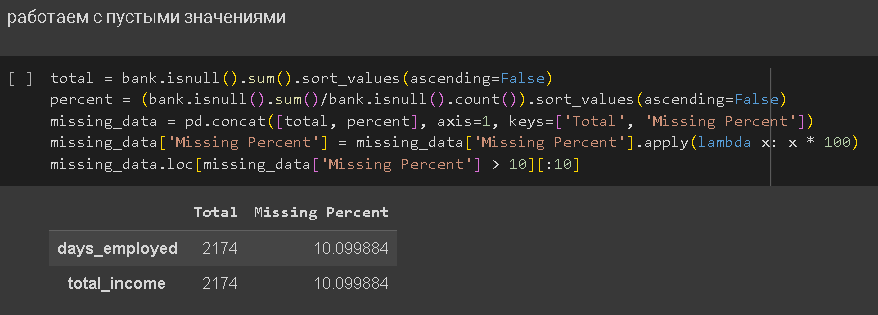 работаем с пустыми значениями
[ ] total = bank.isnull().sum().sort_values(ascending=False)
percent = (bank.isnull().sum()/bank.isnull().count()).sort_values(ascending=False)
missing_data = pd.concat([total, percent], axis=1, keys=['Total', 'Missing Percent'])
missing_data['Missing Percent'] = missing_data['Missing Percent'].apply(lambda x: x * 100)
missing_data.loc[missing_data['Missing Percent'] > 10][:10]
Total Missing Percent
days_employed 2174 10.099884
total_income 2174 10.099884